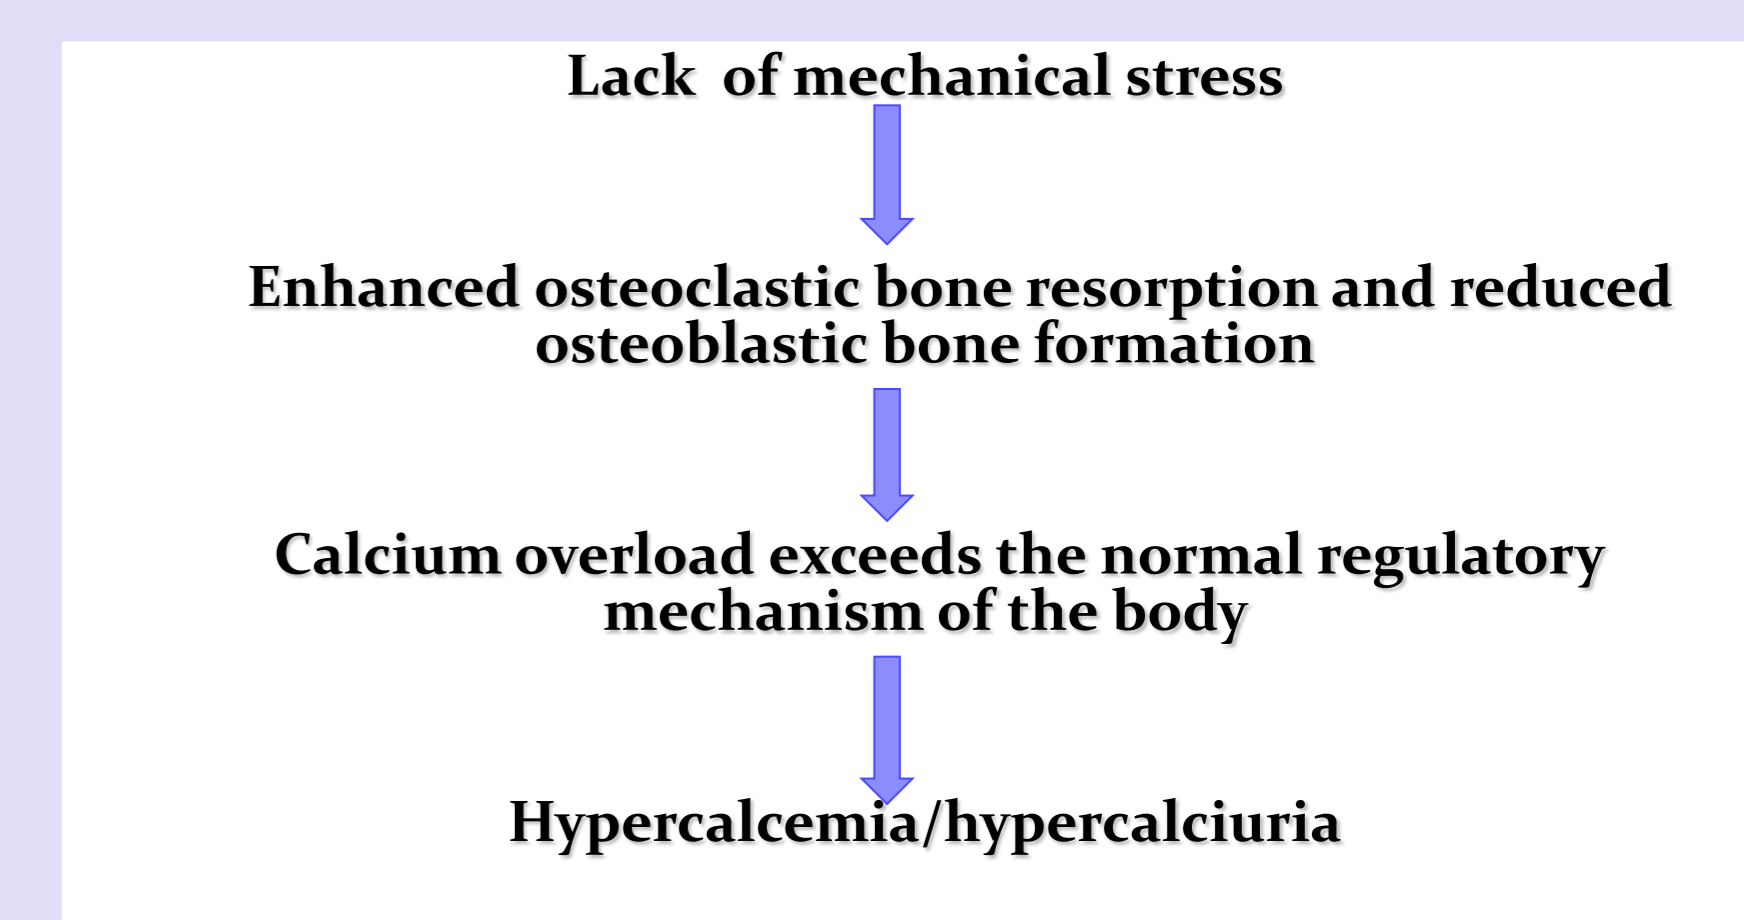 Lack of mechanical stress
Enhanced osteoclastic bone resorption and reduced
osteoblastic bone formation
Calcium overload exceeds the normal regulatory
mechanism of the body
Hypercalcemia/hypercalciuria